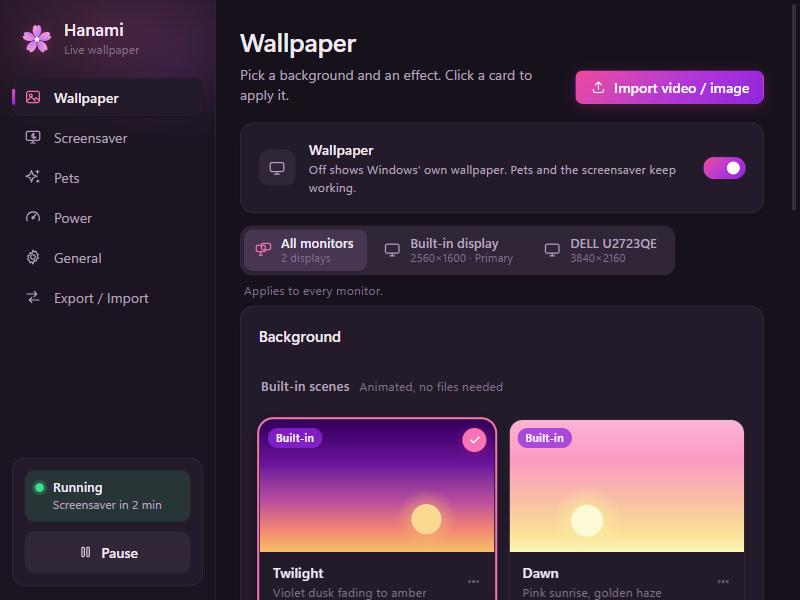 Hanami
Live wallpaper
Wallpaper
Screensaver
Pets
Power
General
Export / Import
Running
Screensaver in 2 min
Pause
Wallpaper
Pick a background and an effect. Click a card to
apply it.
Import video / image
Wallpaper
Off shows Windows' own wallpaper. Pets and the screensaver keep
working.
All monitors
2 displays
Built-in display
2560×1600 · Primary
DELL U2723QE
3840×2160
Applies to every monitor.
Background
Built-in scenes Animated, no files needed
Built-in
Twilight
Violet dusk fading to amber
Built-in
Dawn
Pink sunrise, golden haze